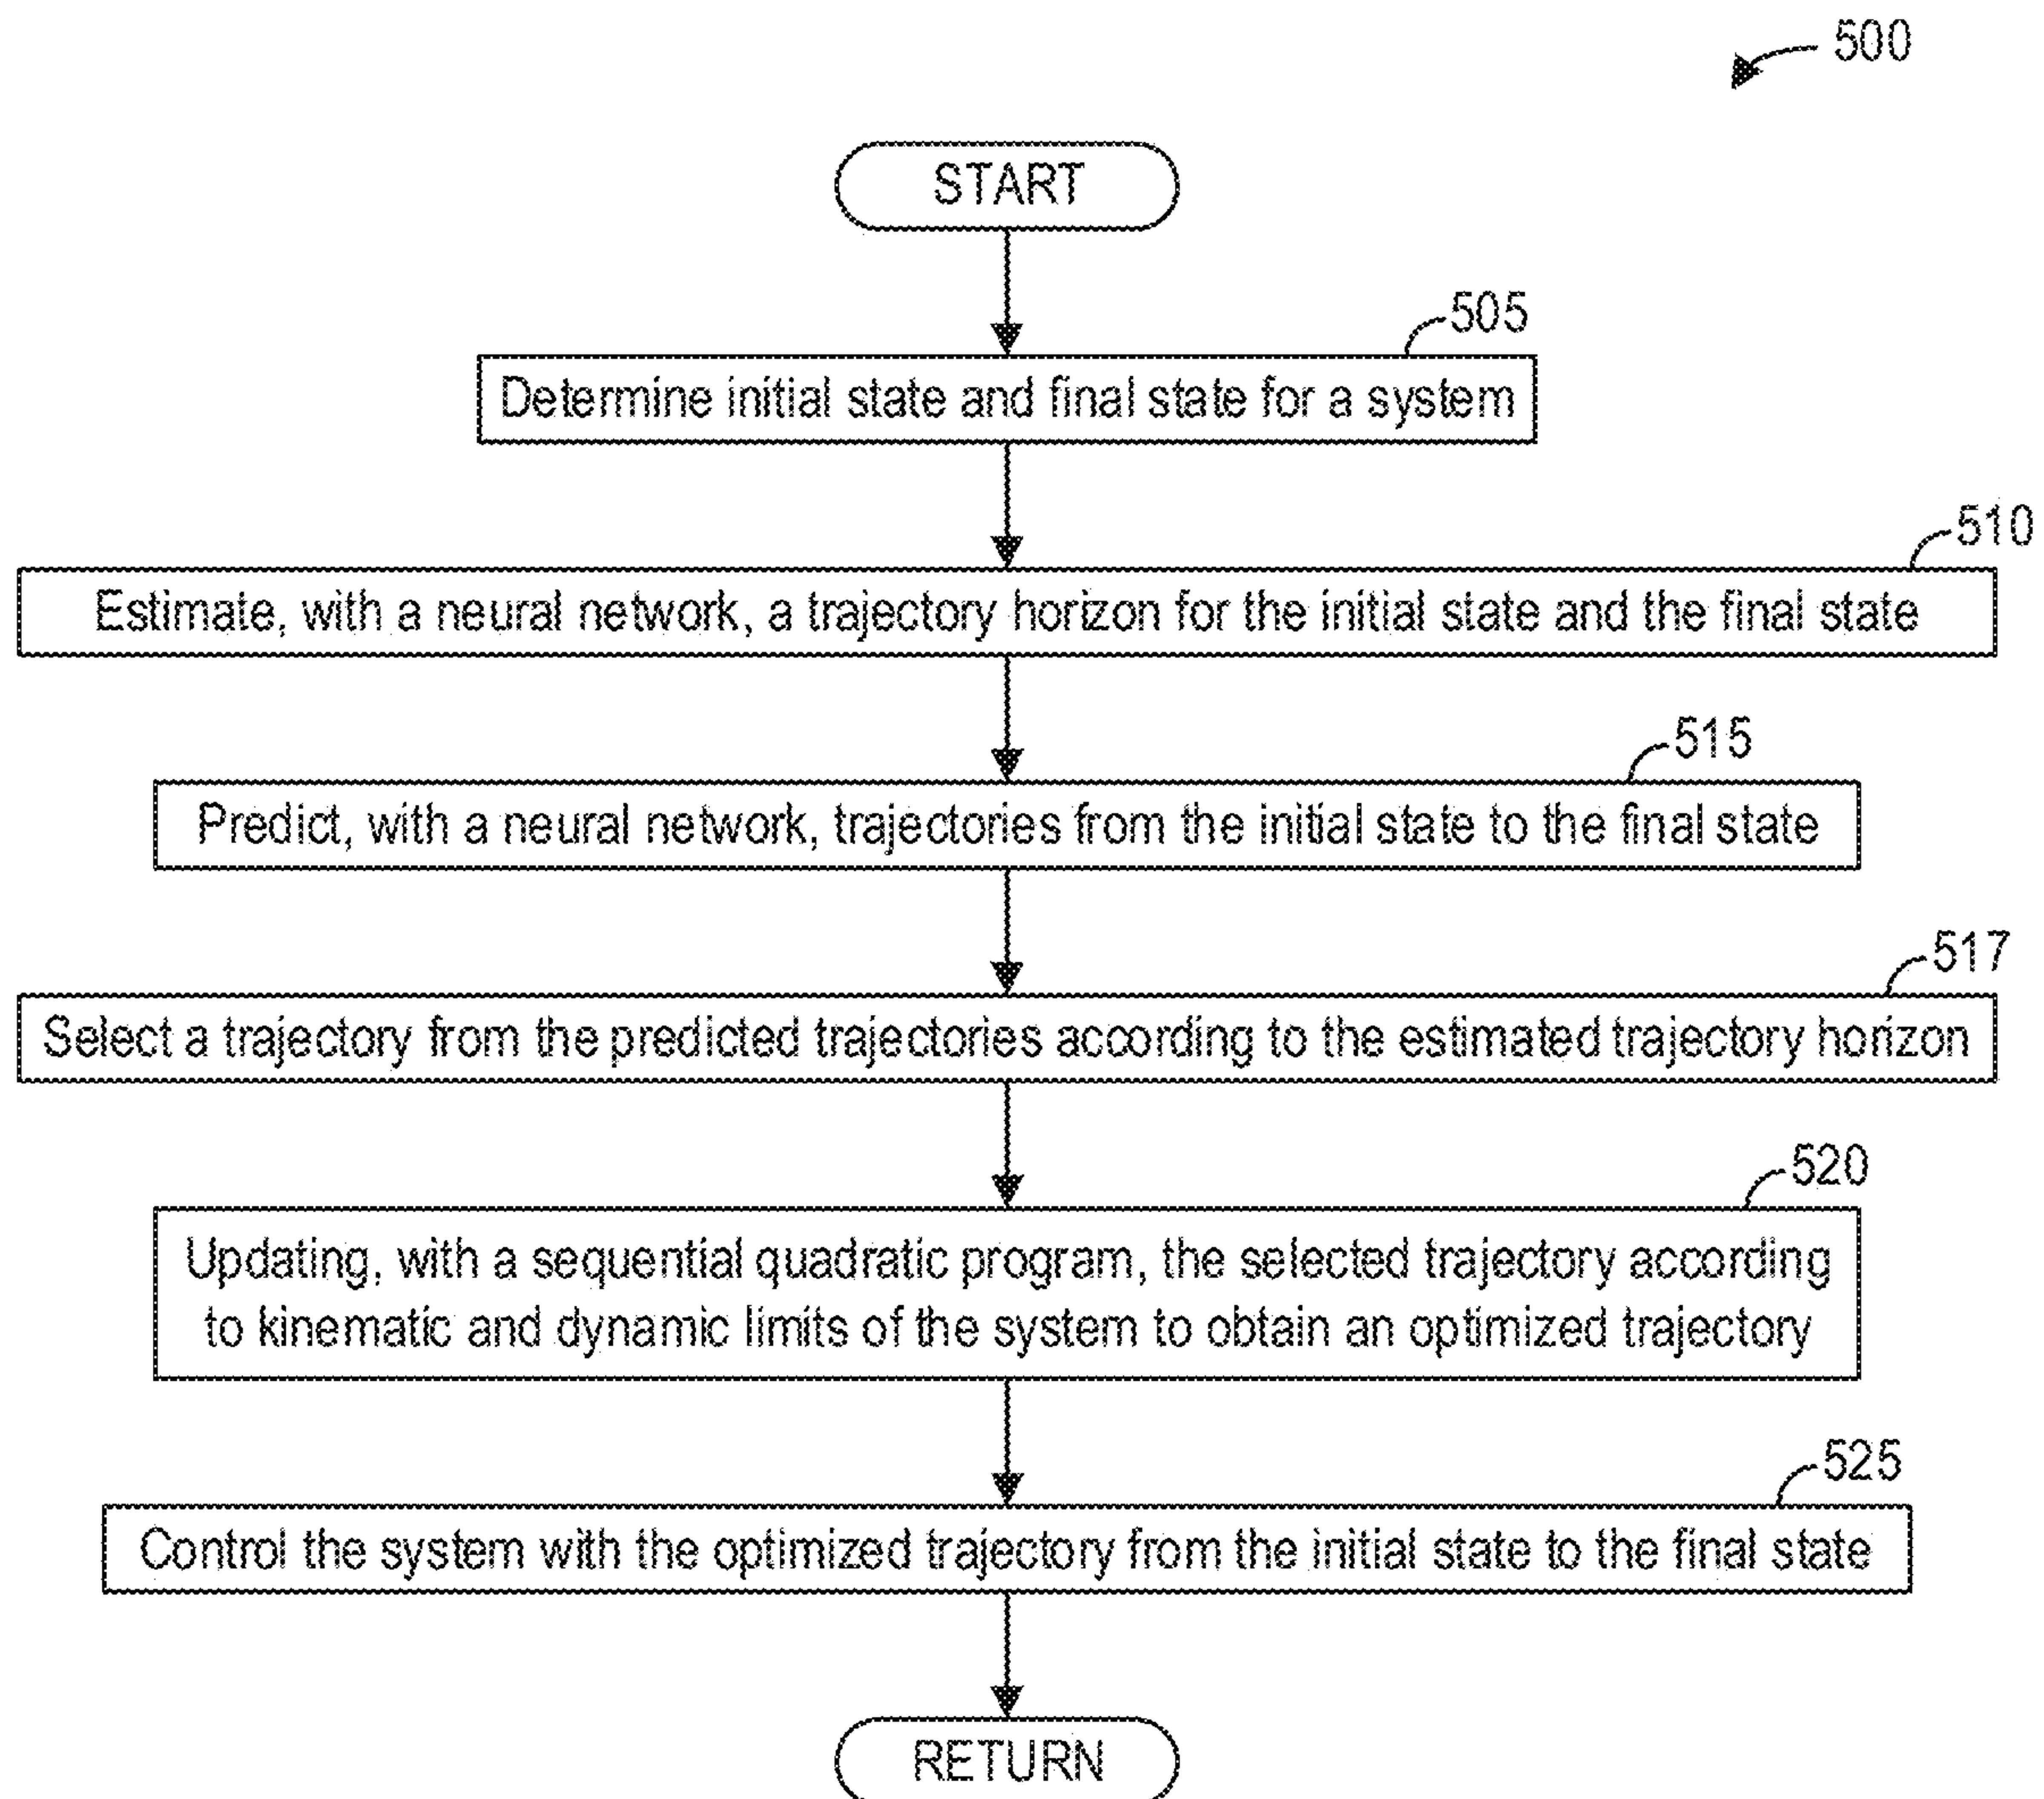 500
START
505
Determine initial state and final state for a system
510
Estimate, with a neural network, a trajectory horizon for the initial state and the final state
515
Predict, with a neural network, trajectories from the initial state to the final state
517
Select a trajectory from the predicted trajectories according to the estimated trajectory horizon
520
Updating, with a sequential quadratic program, the selected trajectory according
to kinematic and dynamic limits of the system to obtain an optimized trajectory
525
Control the system with the optimized trajectory from the initial state to the final state
RETURN